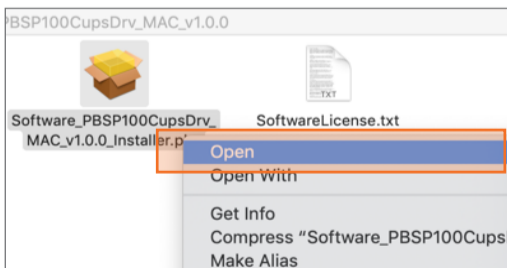 PBSP100CupsDrv_MAC_v1.0.0
TXT
Software_PBSP100CupsDrv_
MAC_v1.0.0_Installer.p
SoftwareLicense.txt
Open
Open With
Get Info
Compress “Software_PBSP100Cups
Make Alias